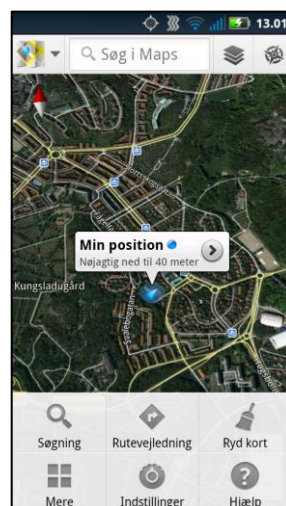 13.01
Søg i Maps
Min position
Nøjagtig ned til 40 meter
Kungsladugård
Søgning
Rutevejledning
Ryd kort
Mere
Indstillinger
Hjælp